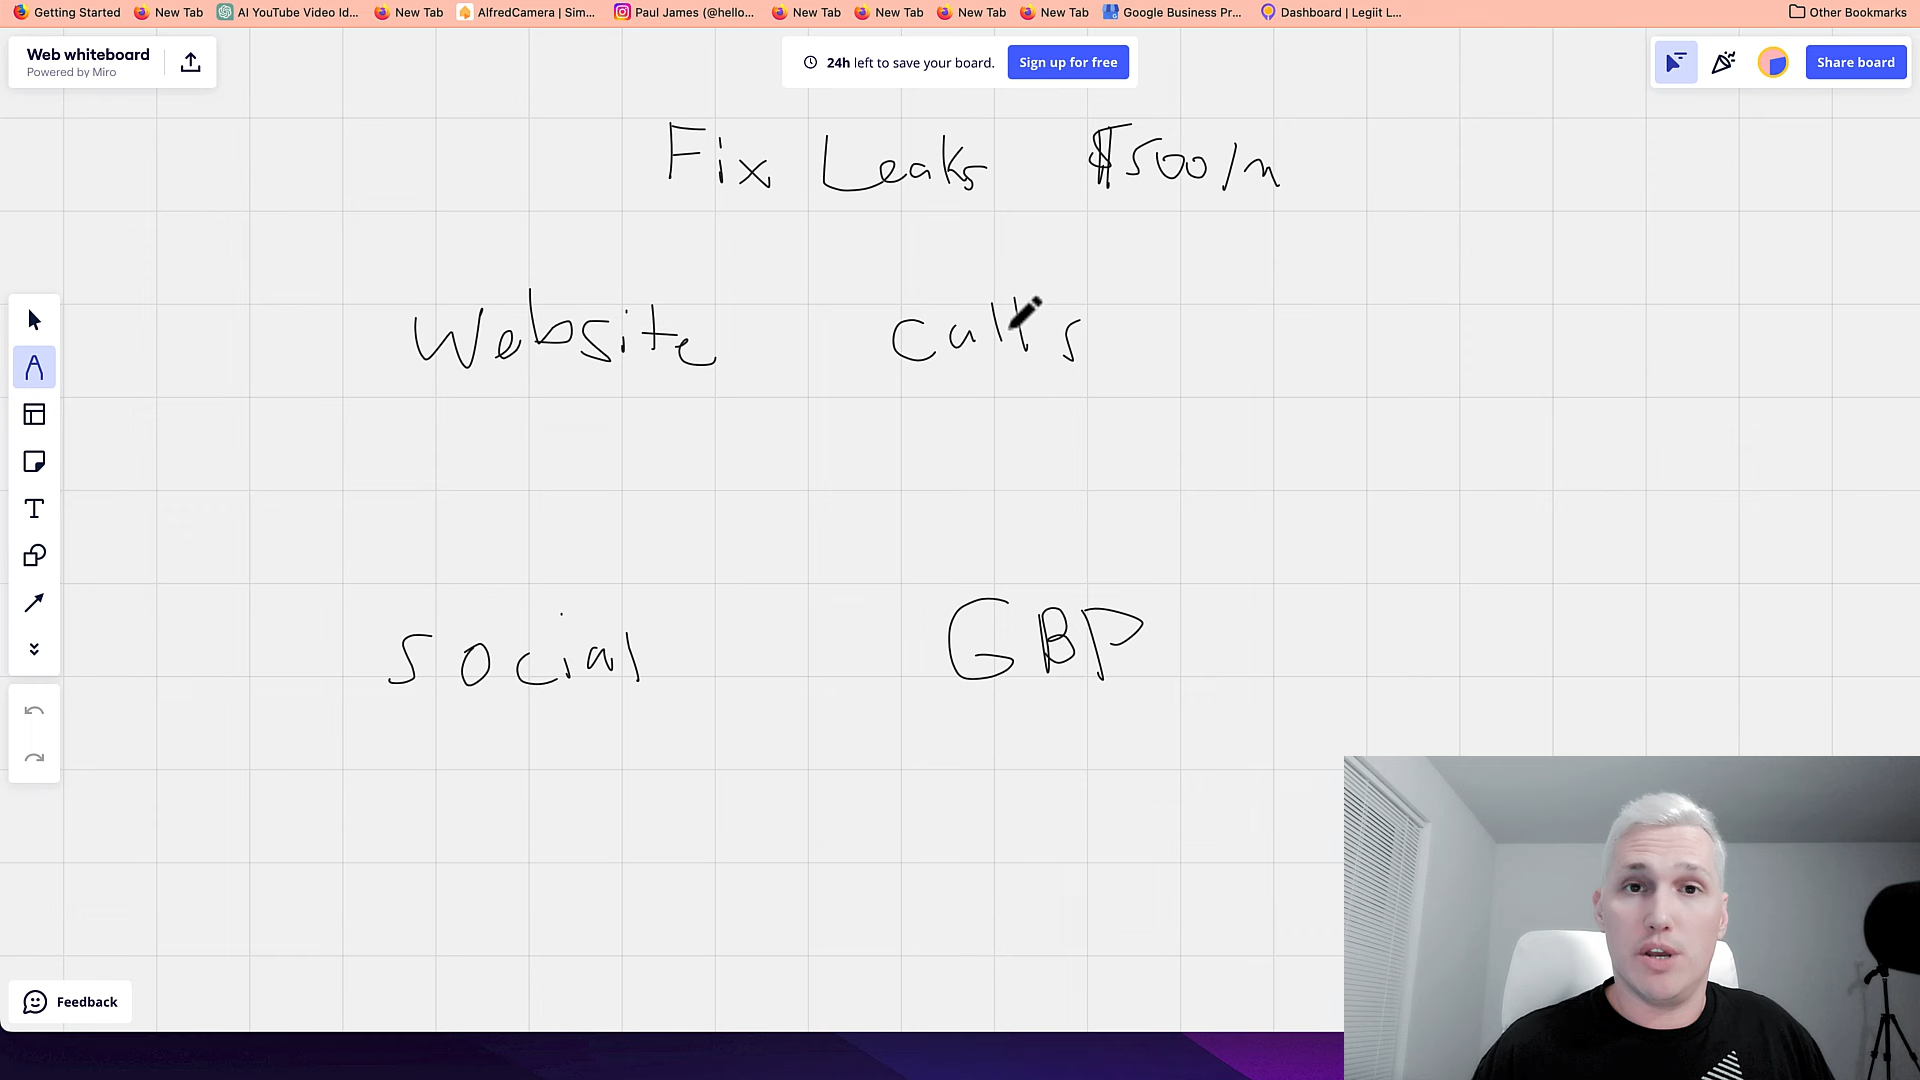 Getting Started New Tab AI YouTube Video Id... New Tab AlfredCamera | Sim... Paul James (@hello... New Tab New Tab New Tab New Tab Google Business Pr... Dashboard | Legiit L... Other Bookmarks
Web whiteboard
Powered by Miro
24h left to save your board. Sign up for free
Share board
Fix Leaks $500/m
Website Calls
Social GBP
T
Feedback